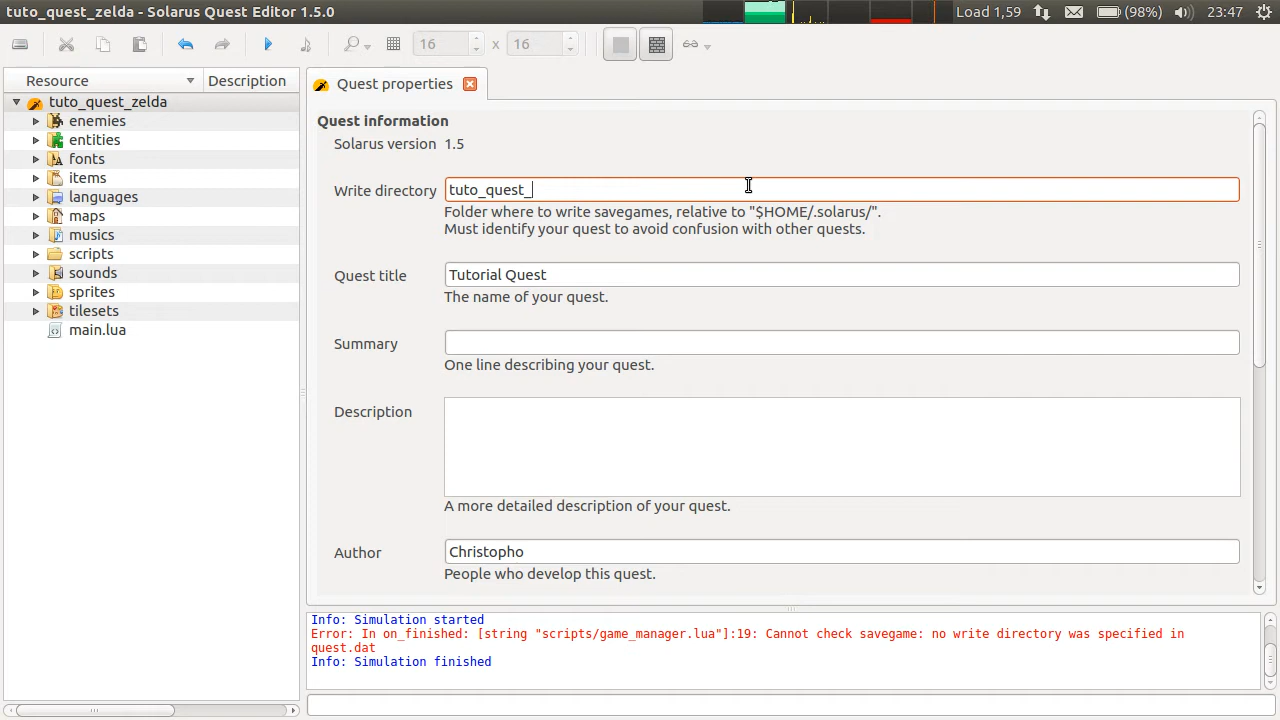 tuto_quest_zelda - Solarus Quest Editor 1.5.0
Load 1,59
(98%)
23:47
16 x 16
Resource
Description
Quest properties
tuto_quest_zelda
enemies
entities
fonts
items
languages
maps
musics
scripts
sounds
sprites
tilesets
main.lua
Quest information
Solarus version 1.5
Write directory tuto_quest_
Folder where to write savegames, relative to "$HOME/.solarus/".
Must identify your quest to avoid confusion with other quests.
Quest title Tutorial Quest
The name of your quest.
Summary
One line describing your quest.
Description
A more detailed description of your quest.
Author Christopho
People who develop this quest.
Info: Simulation started
Error: In on_finished: [string "scripts/game_manager.lua"]:19: Cannot check savegame: no write directory was specified in
quest.dat
Info: Simulation finished